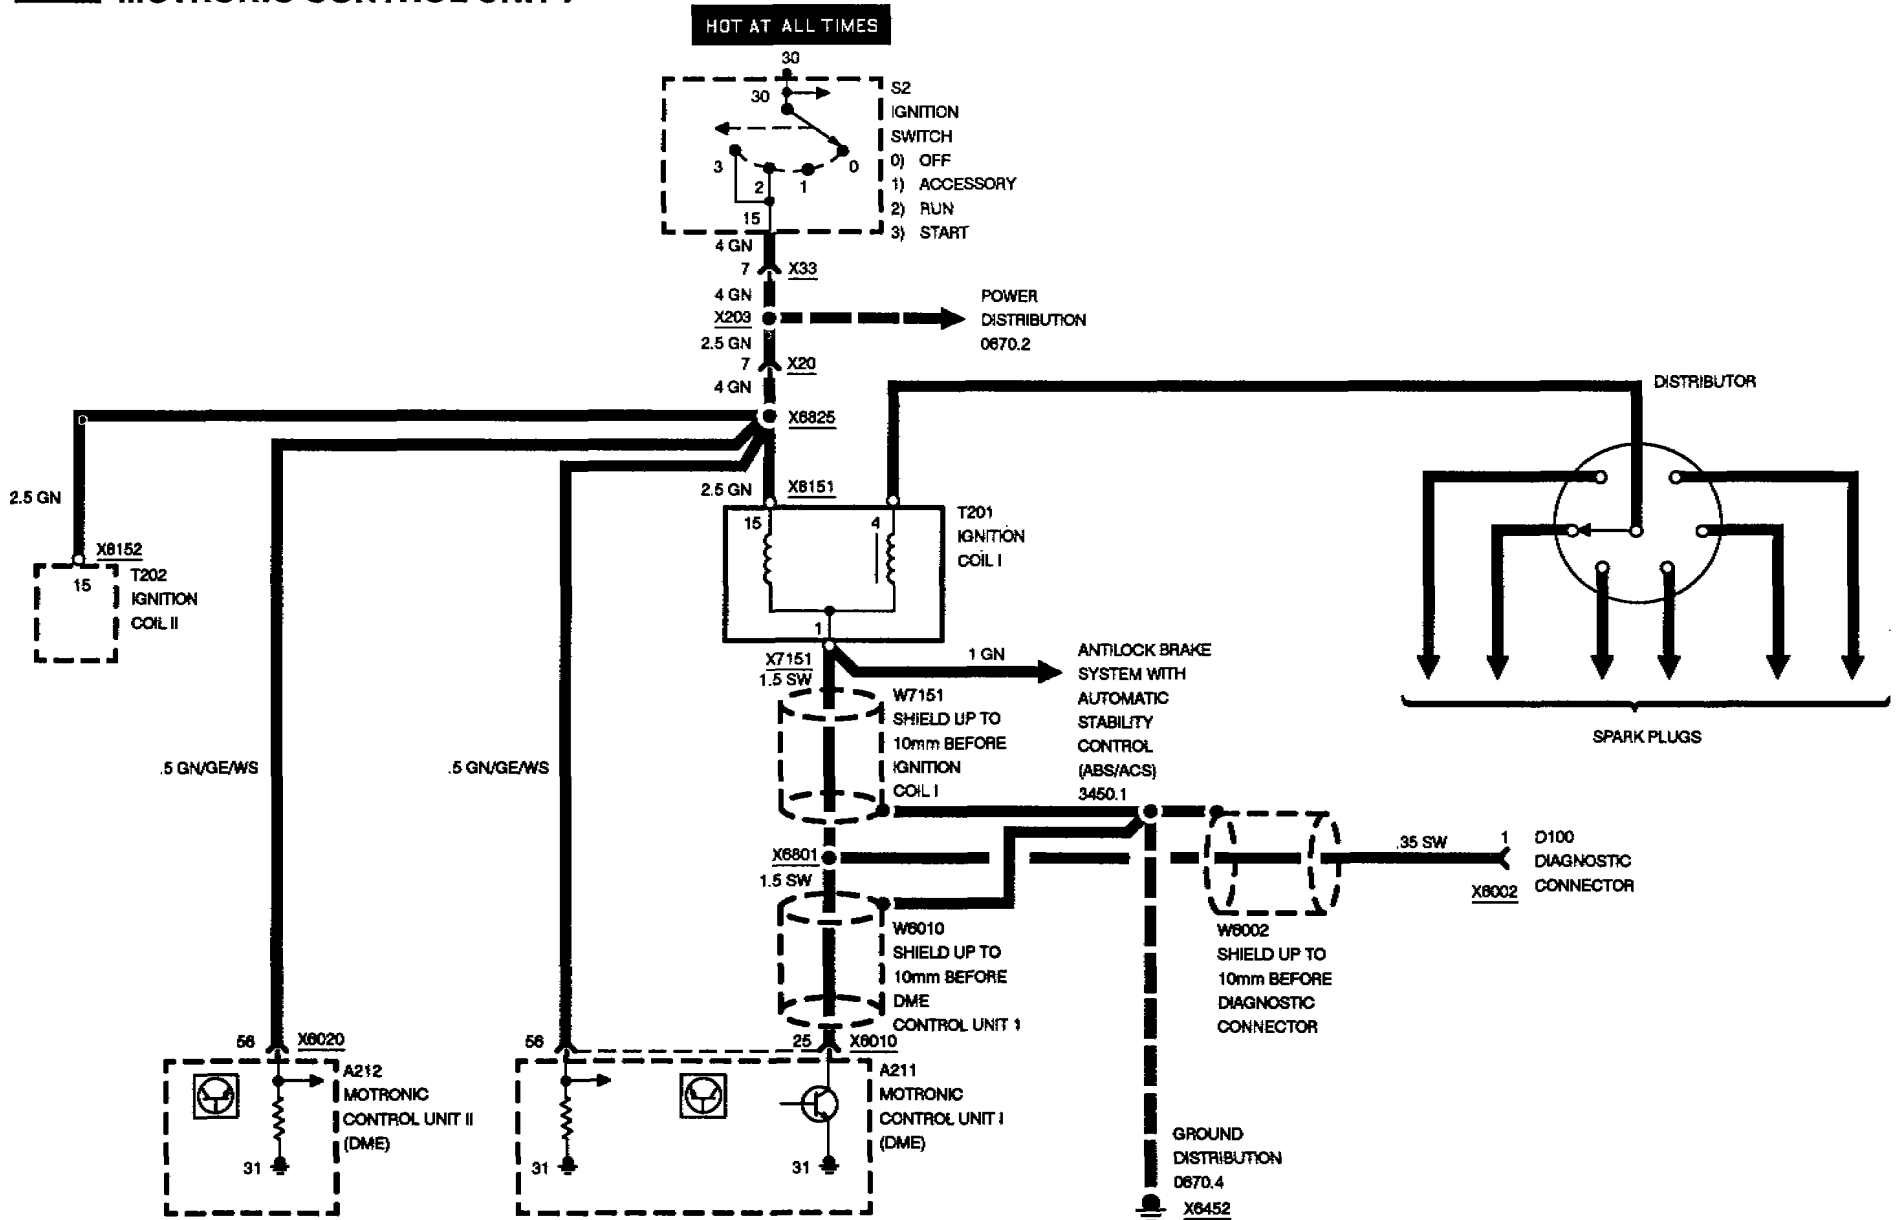 HOT AT ALL TIMES
30
30
S2
IGNITION
SWITCH
0) OFF
1) ACCESSORY
2) RUN
3) START
3
2
1
0
15
4 GN
7 X33
4 GN
X203
POWER
DISTRIBUTION
0670.2
2.5 GN
7 X20
4 GN
X6825
DISTRIBUTOR
2.5 GN
2.5 GN X6151
15
4
T201
IGNITION
COIL I
X6152
15
T202
IGNITION
COIL II
1
X7151
1.5 SW
1 GN
ANTILOCK BRAKE
SYSTEM WITH
AUTOMATIC
STABILITY
CONTROL
(ABS/ACS)
3450.1
W7151
SHIELD UP TO
10mm BEFORE
IGNITION
COIL I
SPARK PLUGS
.5 GN/GE/WS
.5 GN/GE/WS
X6801
1.5 SW
.35 SW
1
D100
DIAGNOSTIC
CONNECTOR
X6002
W6010
SHIELD UP TO
10mm BEFORE
DME
CONTROL UNIT 1
W6002
SHIELD UP TO
10mm BEFORE
DIAGNOSTIC
CONNECTOR
56 X6020
56
25 X6010
A212
MOTRONIC
CONTROL UNIT II
(DME)
31
31
31
A211
MOTRONIC
CONTROL UNIT I
(DME)
GROUND
DISTRIBUTION
0670.4
X6452